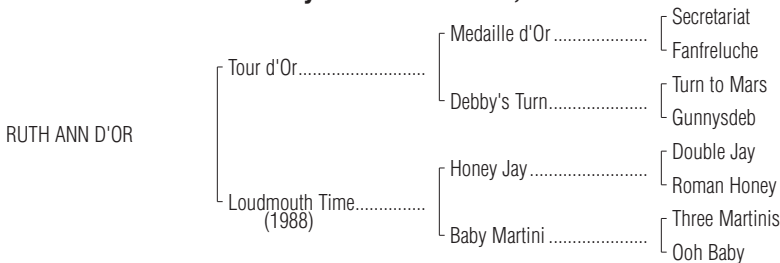 Secretariat
Medaille d'Or ......................
Fanfreluche
Tour d'Or..............................
Turn to Mars
Debby's Turn.......................
Gunnysdeb
RUTH ANN D'OR
Double Jay
Honey Jay ...........................
Roman Honey
Loudmouth Time................
(1988)
Three Martinis
Baby Martini .......................
Ooh Baby